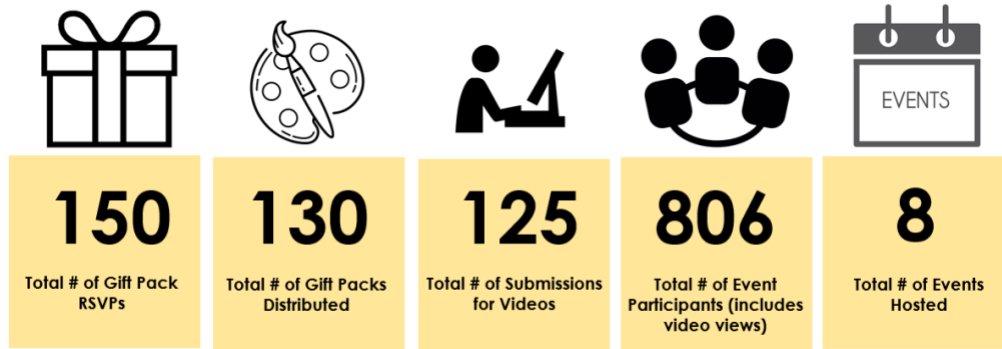 EVENTS
150
Total # of Gift Pack
RSVPs
130
Total # of Gift Packs
Distributed
125
Total # of Submissions
for Videos
806
Total # of Event
Participants (includes
video views)
8
Total # of Events
Hosted